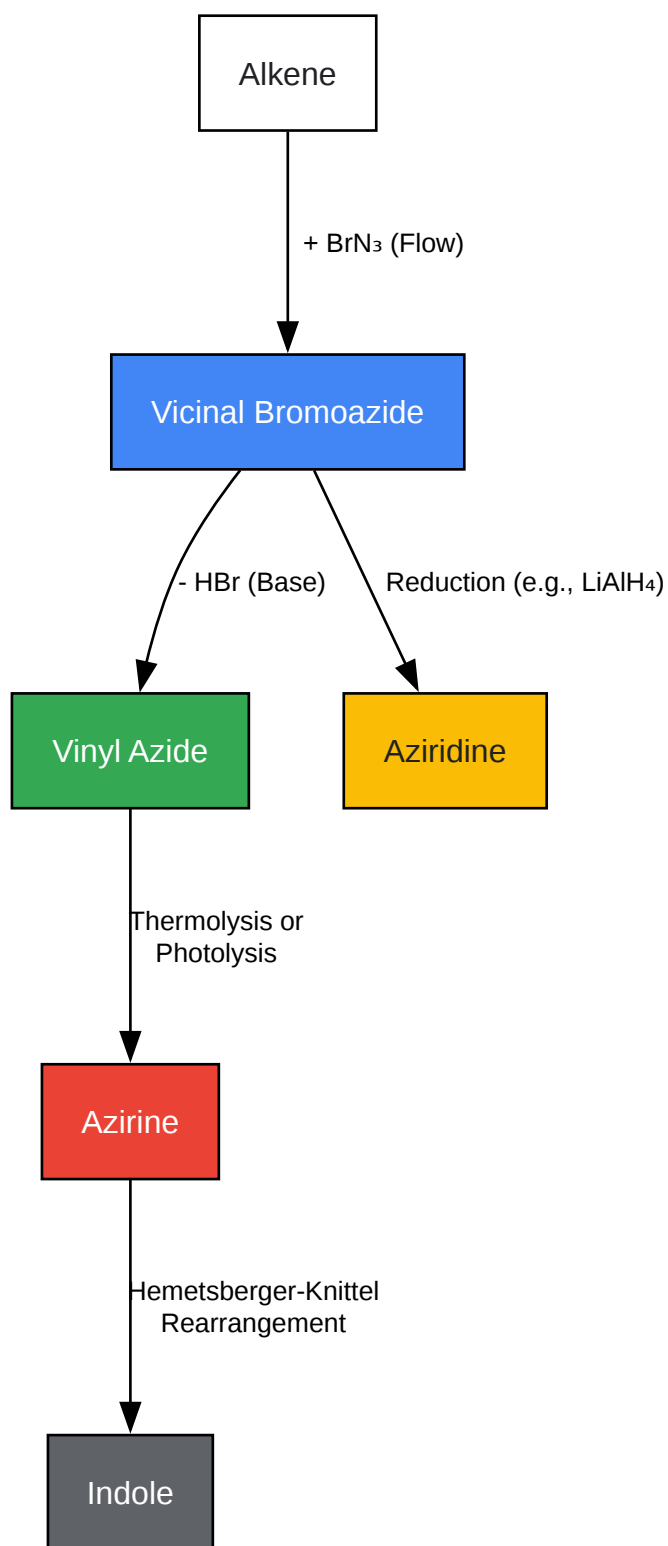 Alkene
+ BrN₃ (Flow)
Vicinal Bromoazide
- HBr (Base)
Reduction (e.g., LiAlH₄)
Vinyl Azide
Aziridine
Thermolysis or
Photolysis
Azirine
Hemetsberger-Knittel
Rearrangement
Indole